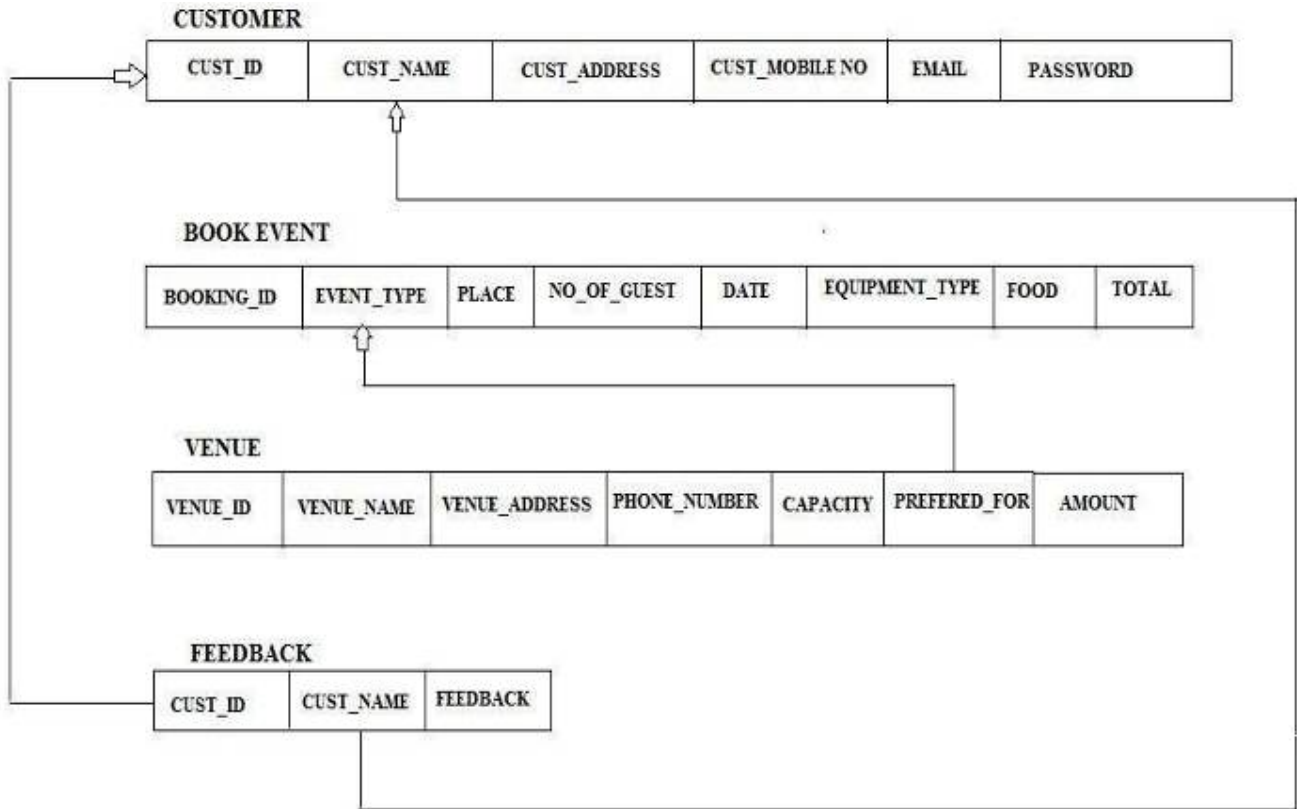 CUSTOMER
CUST_ID CUST_NAME CUST_ADDRESS CUST_MOBILE NO EMAIL PASSWORD
BOOK EVENT
BOOKING_ID EVENT_TYPE PLACE NO_OF_GUEST DATE EQUIPMENT_TYPE FOOD TOTAL
VENUE
VENUE_ID VENUE_NAME VENUE_ADDRESS PHONE_NUMBER CAPACITY PREFERED_FOR AMOUNT
FEEDBACK
CUST_ID CUST_NAME FEEDBACK